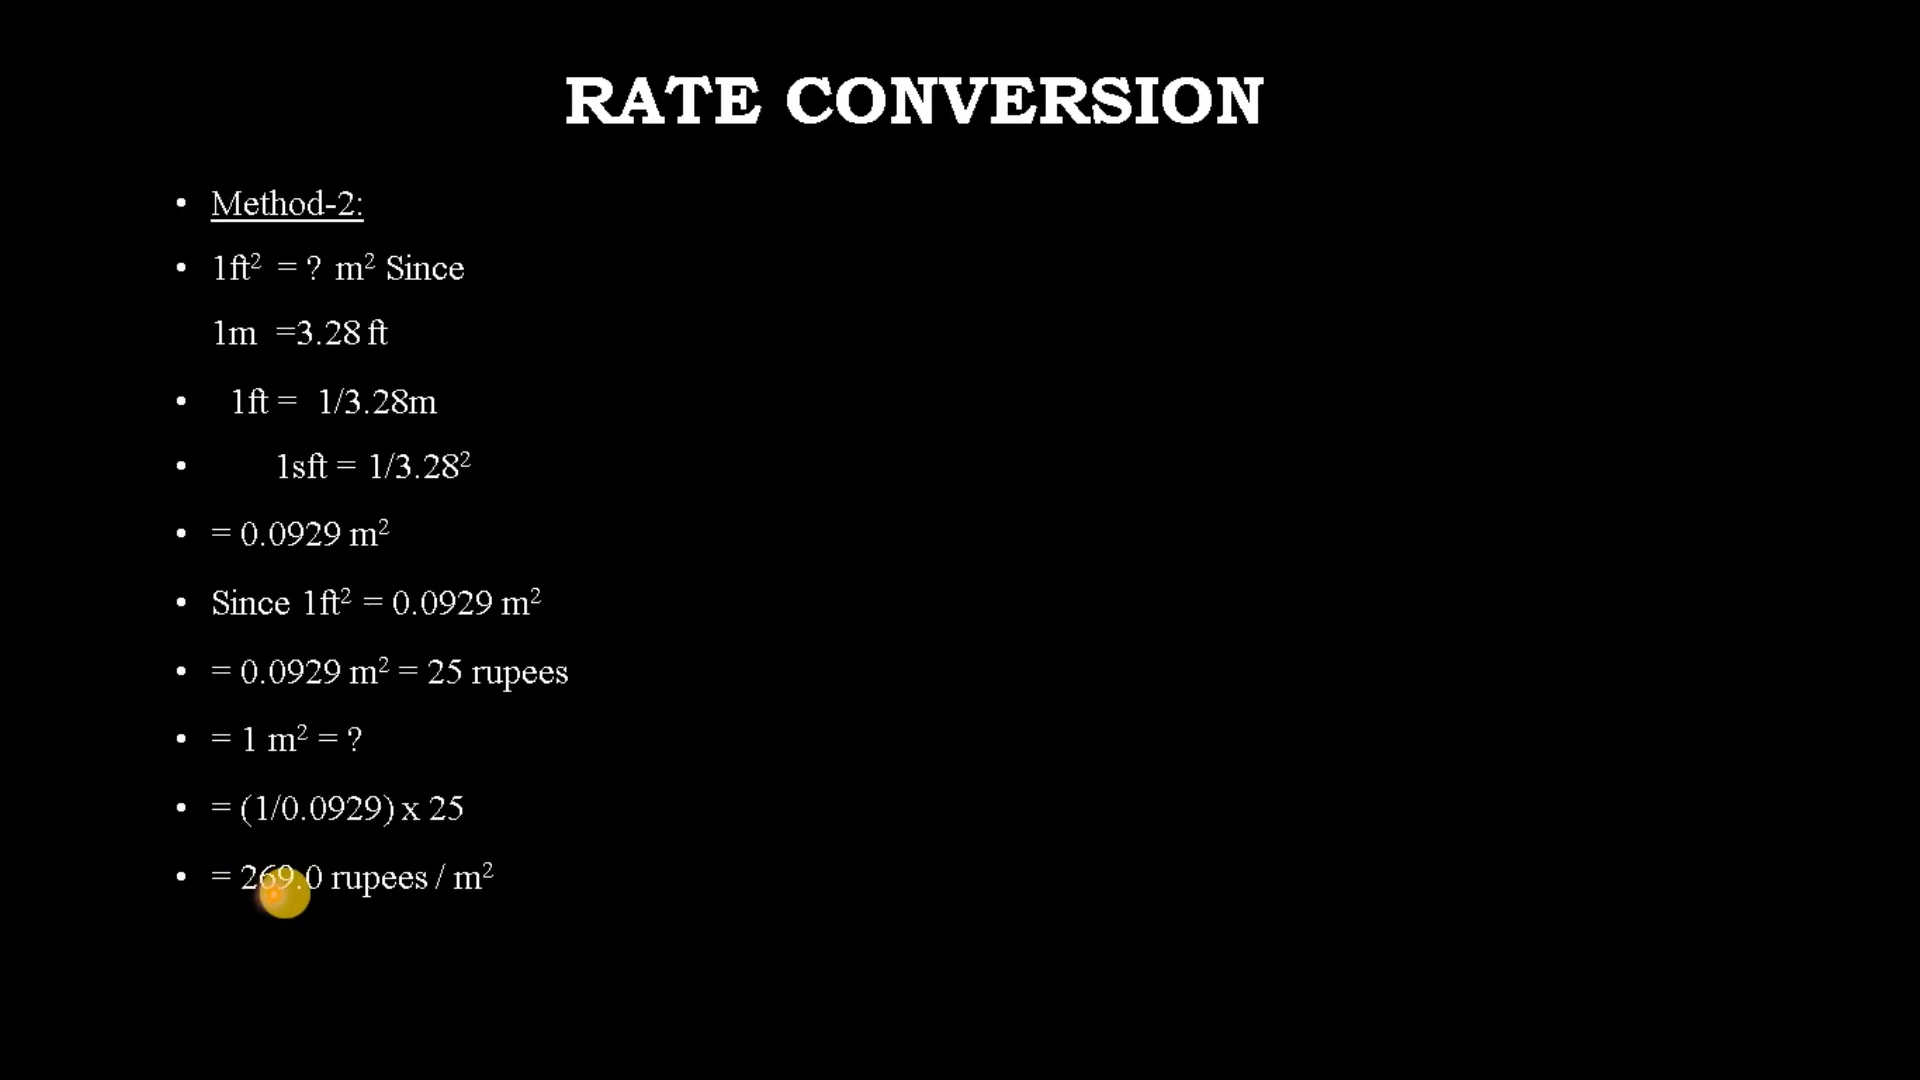 RATE CONVERSION
• Method-2:
• 1ft² = ? m² Since
1m =3.28 ft
• 1ft = 1/3.28m
• 1sft = 1/3.28²
• = 0.0929 m²
• Since 1ft² = 0.0929 m²
• = 0.0929 m² = 25 rupees
• = 1 m² = ?
• = (1/0.0929) x 25
• = 269.0 rupees / m²